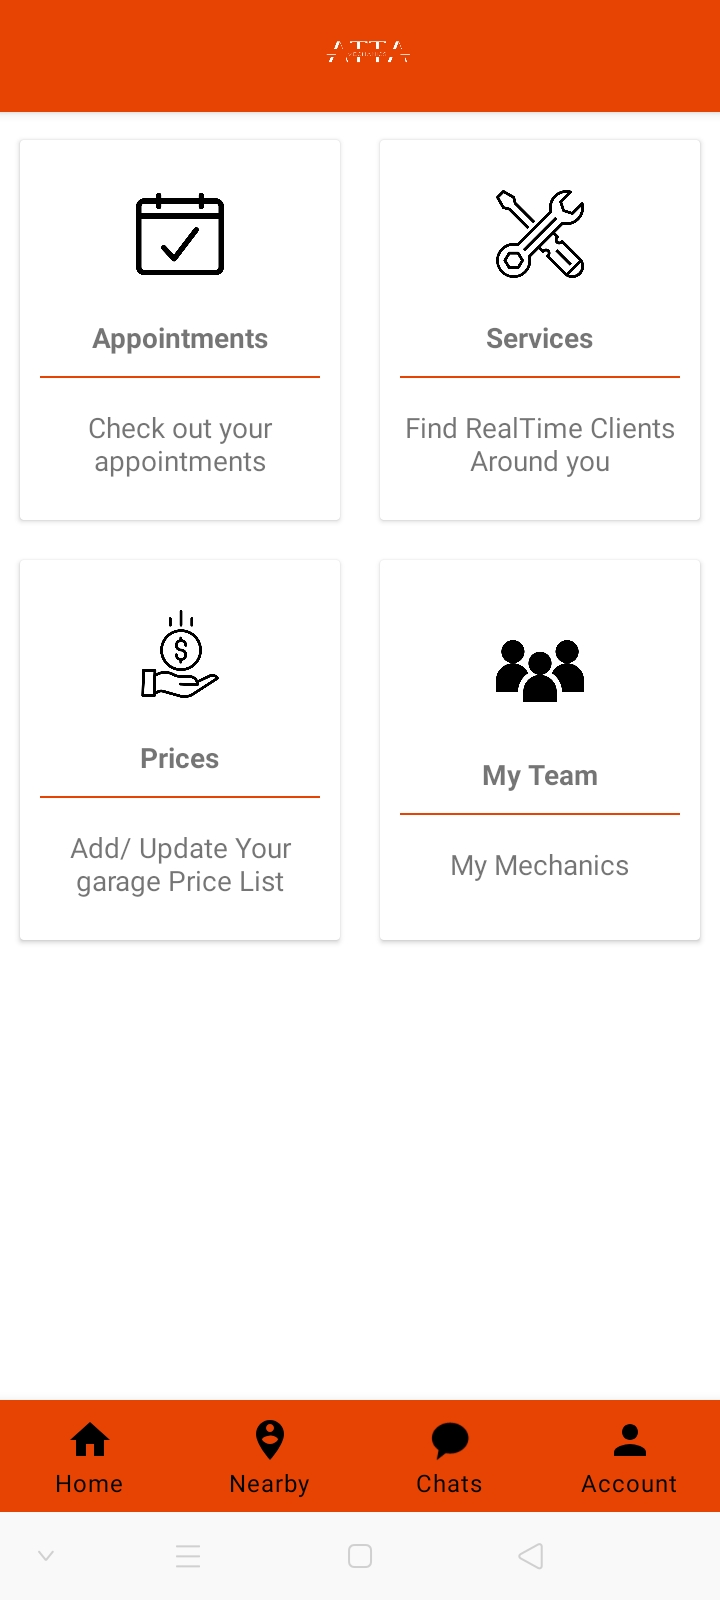 ATTA
MECHANICS
Appointments
Check out your
appointments
Services
Find RealTime Clients
Around you
$
Prices
Add/ Update Your
garage Price List
My Team
My Mechanics
Home
Nearby
Chats
Account